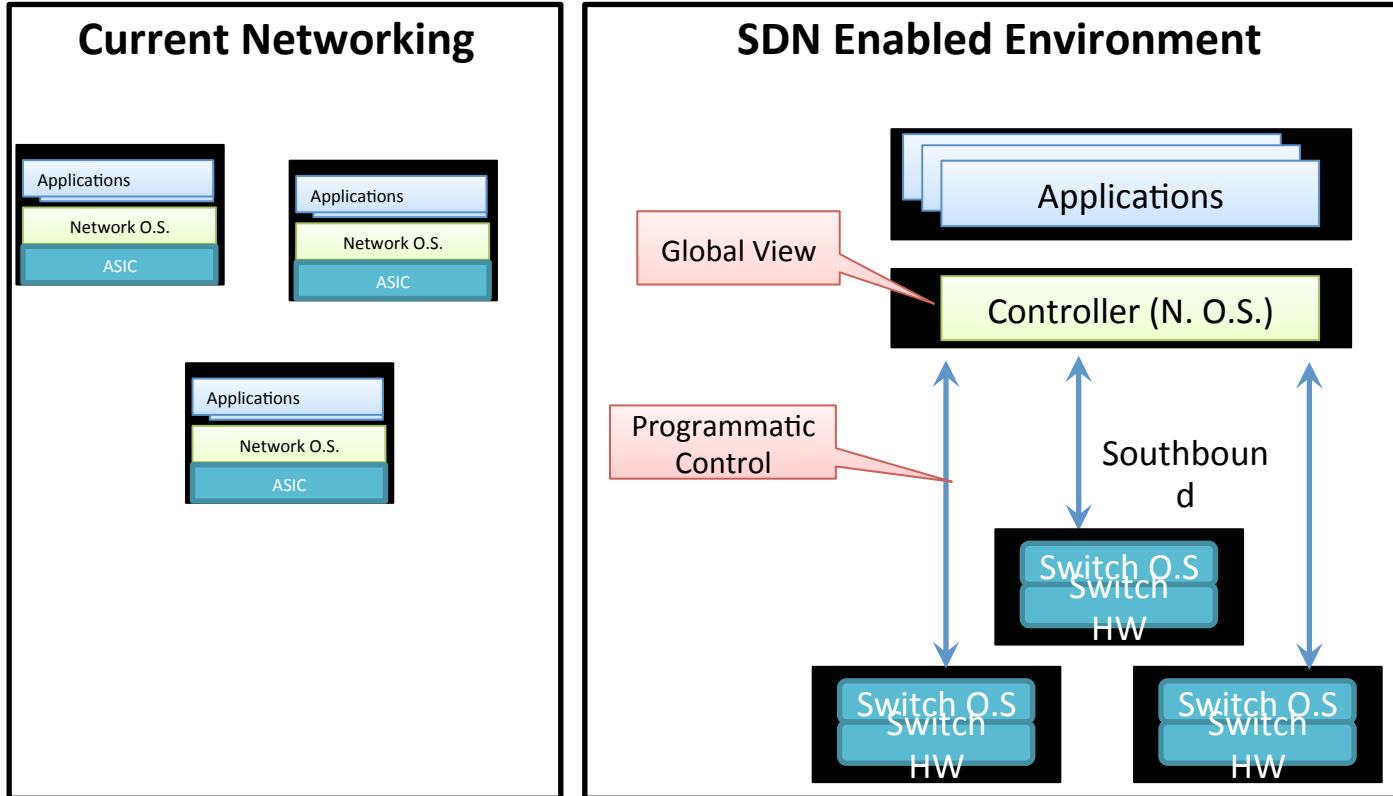 Current Networking
Applications
Network O.S.
ASIC
Applications
Network O.S.
ASIC
Applications
Network O.S.
ASIC
SDN Enabled Environment
Applications
Global View
Controller (N. O.S.)
Programmatic
Control
Southboun
d
Switch O.S
Switch
HW
Switch O.S
Switch
HW
Switch O.S
Switch
HW